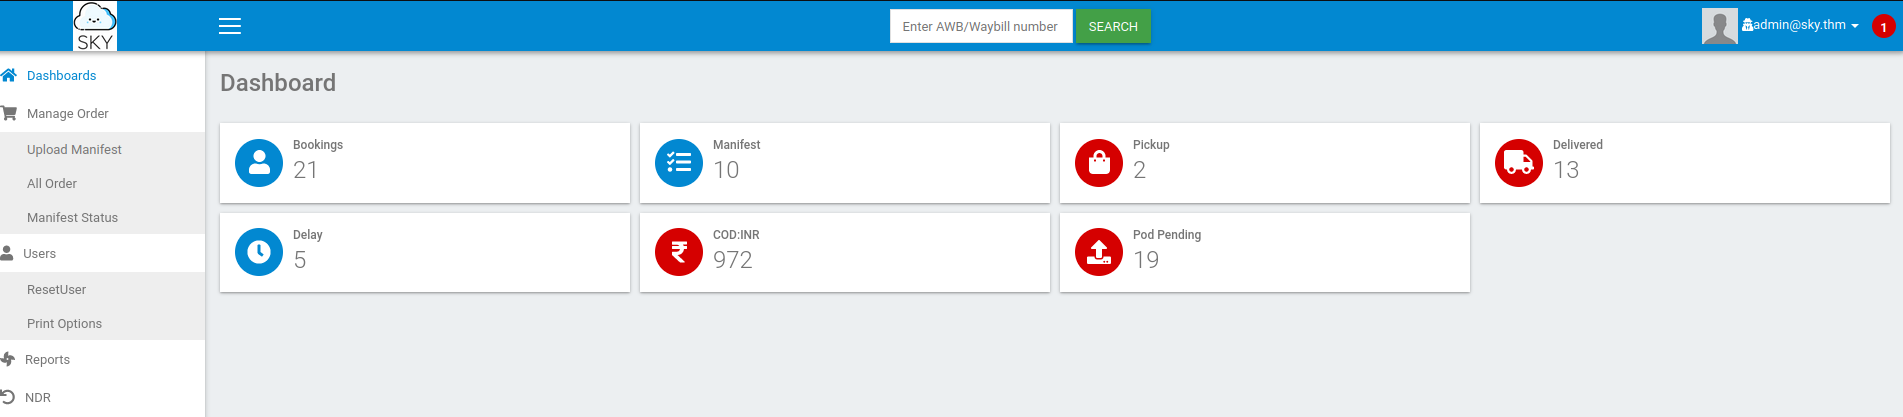 SKY
Enter AWB/Waybill number SEARCH
admin@sky.thm 1
Dashboards
Manage Order
Upload Manifest
All Order
Manifest Status
Users
ResetUser
Print Options
Reports
NDR
Dashboard
Bookings
21
Manifest
10
Pickup
2
Delivered
13
Delay
5
COD:INR
972
Pod Pending
19